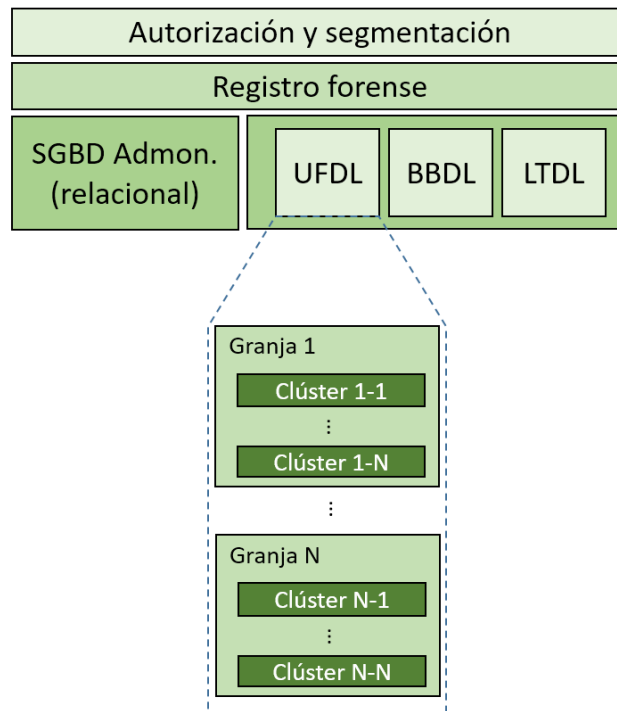 Autorización y segmentación
Registro forense
SGBD Admon.
(relacional)
UFDL
BBDL
LTDL
Granja 1
Clúster 1-1
...
Clúster 1-N
...
Granja N
Clúster N-1
...
Clúster N-N